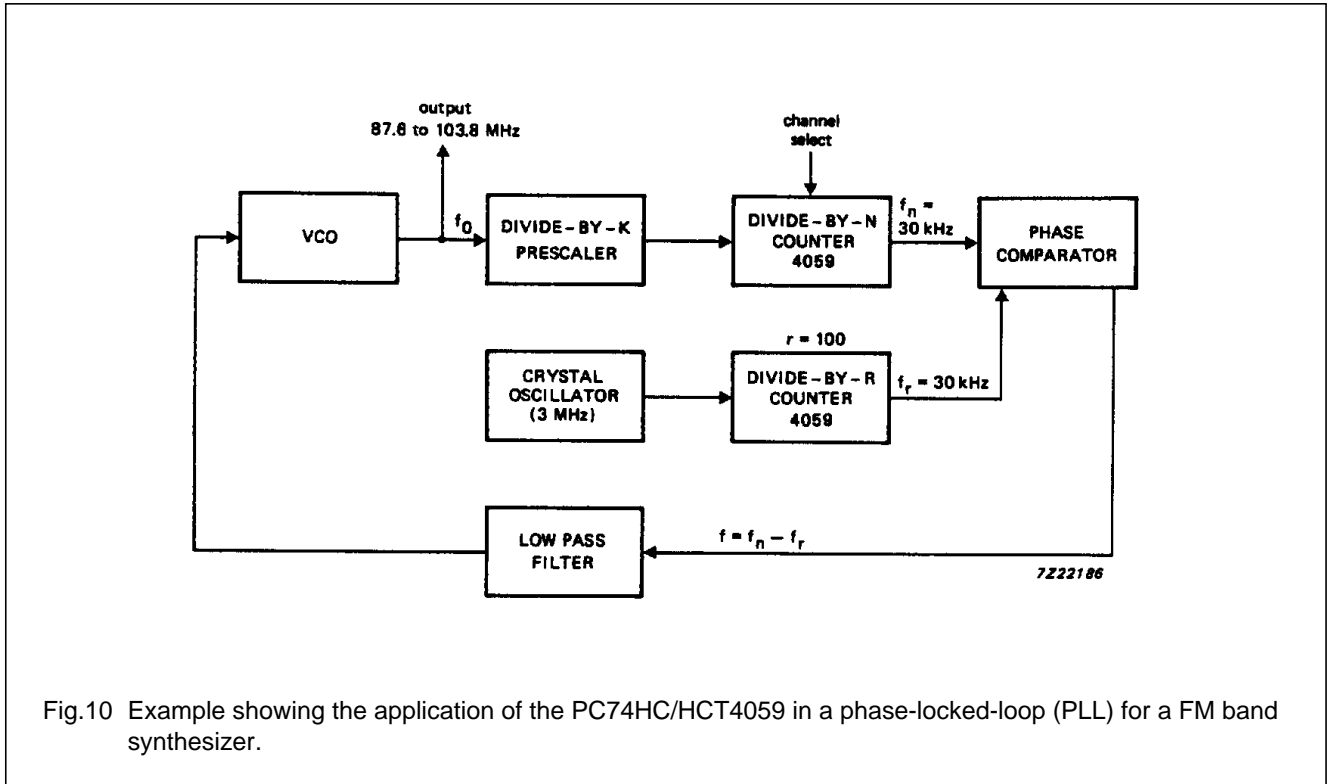 output
87.6 to 103.8 MHz
channel
select
VCO
f0
DIVIDE-BY-K
PRESCALER
DIVIDE-BY-N
COUNTER
4059
fn =
30 kHz
PHASE
COMPARATOR
r = 100
CRYSTAL
OSCILLATOR
(3 MHz)
DIVIDE-BY-R
COUNTER
4059
fr = 30 kHz
LOW PASS
FILTER
f = fn - fr
7Z22186
Fig.10 Example showing the application of the PC74HC/HCT4059 in a phase-locked-loop (PLL) for a FM band
synthesizer.